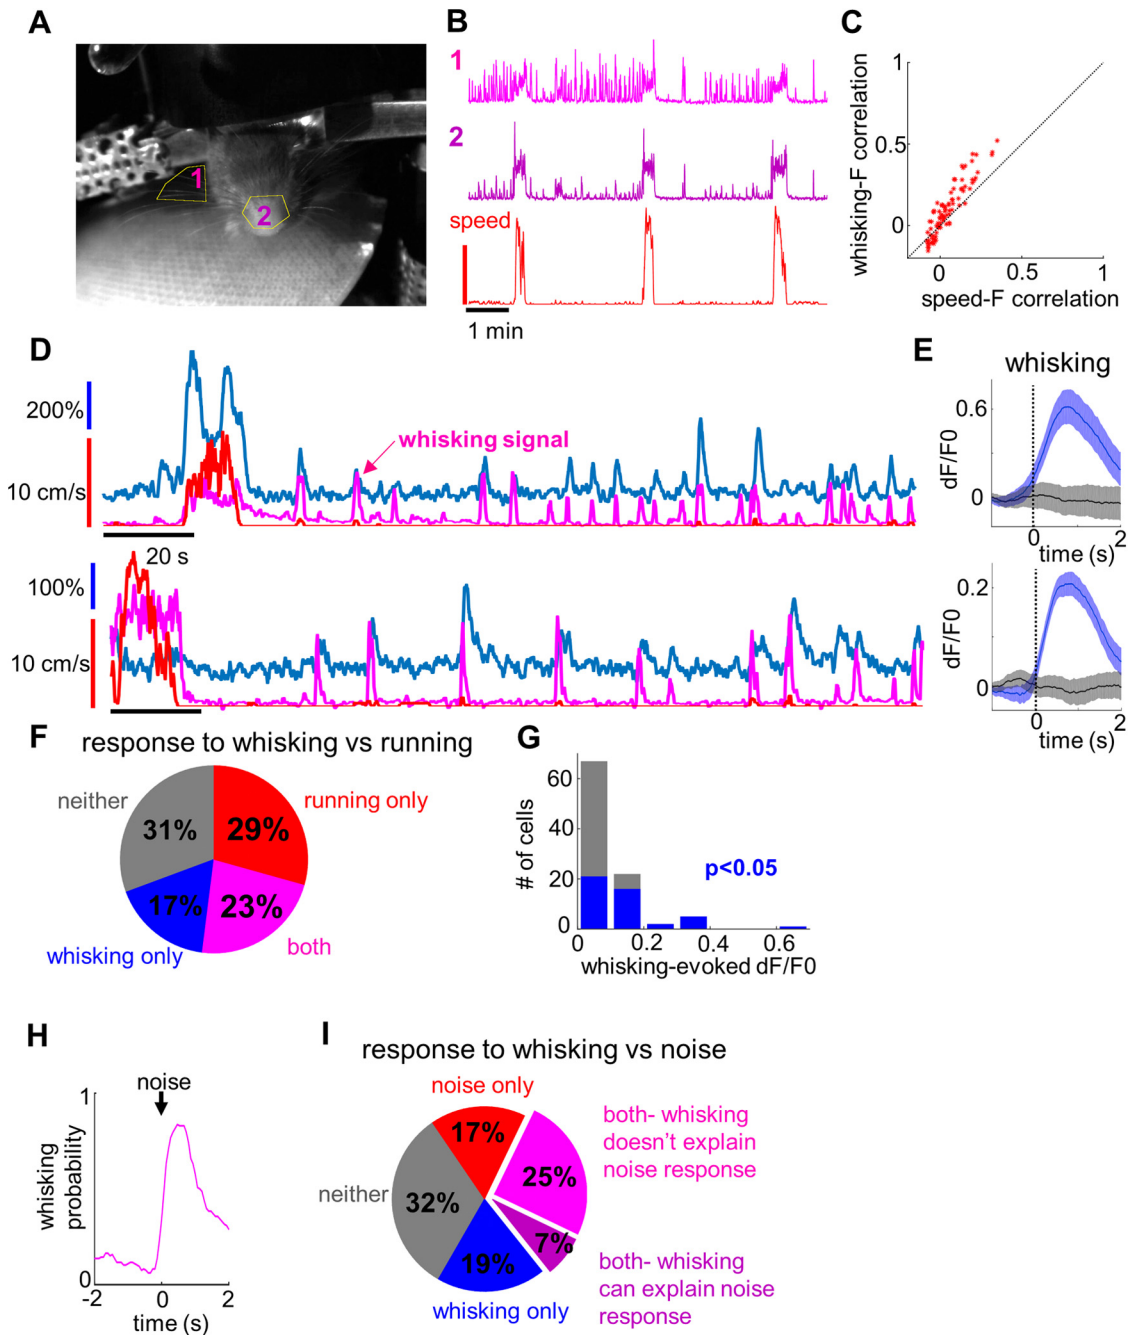 A
1
2
B
1
2
speed
1 min
C
whisking-F correlation
1
0.5
0
0
0.5
1
speed-F correlation
D
200%
10 cm/s
whisking signal
20 s
100%
10 cm/s
E
whisking
dF/F0
0.6
0
0
2
time (s)
dF/F0
0.2
0
0
2
time (s)
F
response to whisking vs running
neither
running only
31%
29%
17%
23%
whisking only
both
G
# of cells
60
40
20
0
p<0.05
0
0.2
0.4
0.6
whisking-evoked dF/F0
H
noise
whisking
probability
1
0
-2
0
2
time (s)
I
response to whisking vs noise
noise only
17%
both- whisking
doesn't explain
noise response
25%
neither
32%
7%
19%
both- whisking
can explain noise
response
whisking only